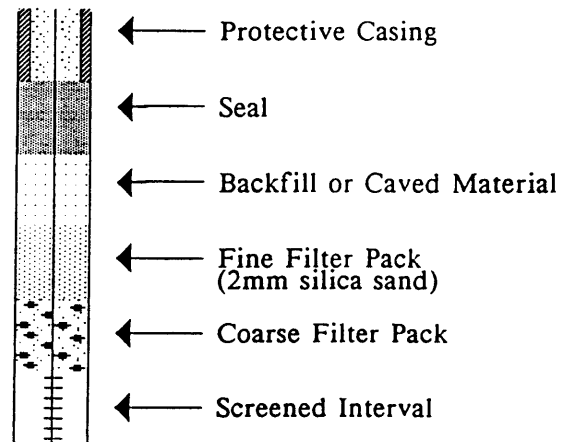 Protective Casing
Seal
Backfill or Caved Material
Fine Filter Pack
(2mm silica sand)
Coarse Filter Pack
Screened Interval